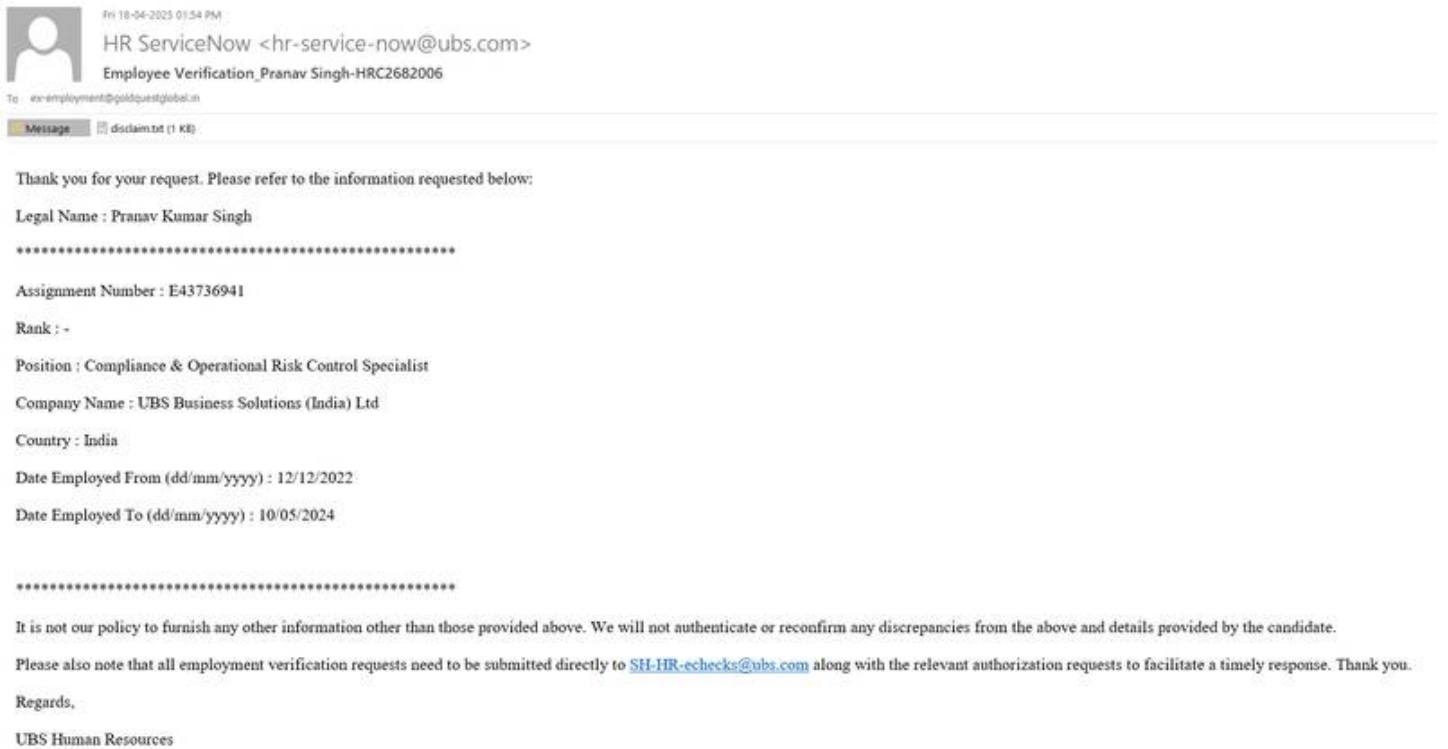 Fri 18-04-2025 01:54 PM
HR ServiceNow <hr-service-now@ubs.com>
Employee Verification_Pranav Singh-HRC2682006
To ex-employment@goldquestglobal.in
Message disclaim.txt (1 KB)
Thank you for your request. Please refer to the information requested below:
Legal Name : Pranav Kumar Singh
*****************************************************
Assignment Number : E43736941
Rank : -
Position : Compliance & Operational Risk Control Specialist
Company Name : UBS Business Solutions (India) Ltd
Country : India
Date Employed From (dd/mm/yyyy) : 12/12/2022
Date Employed To (dd/mm/yyyy) : 10/05/2024
*****************************************************
It is not our policy to furnish any other information other than those provided above. We will not authenticate or reconfirm any discrepancies from the above and details provided by the candidate.
Please also note that all employment verification requests need to be submitted directly to SH-HR-echecks@ubs.com along with the relevant authorization requests to facilitate a timely response. Thank you.
Regards,
UBS Human Resources